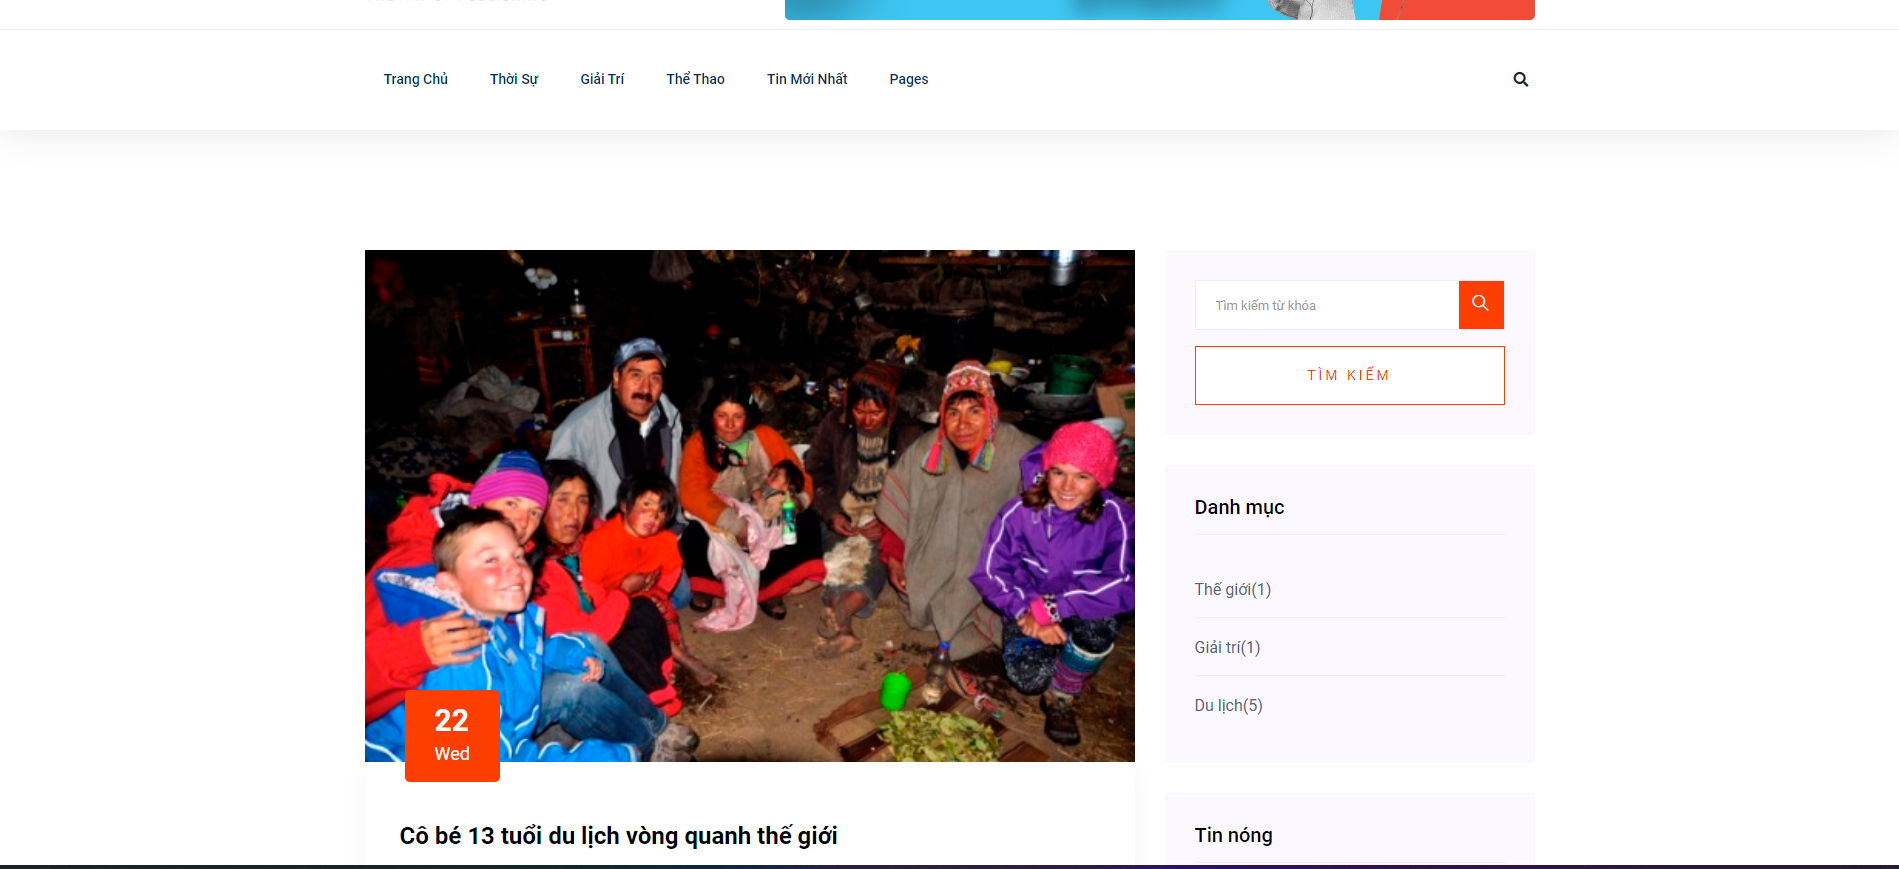 Trang Chủ
Thời Sự
Giải Trí
Thể Thao
Tin Mới Nhất
Pages
Tìm kiếm từ khóa
TÌM KIẾM
Danh mục
Thế giới(1)
Giải trí(1)
Du lịch(5)
22
Wed
Cô bé 13 tuổi du lịch vòng quanh thế giới
Tin nóng